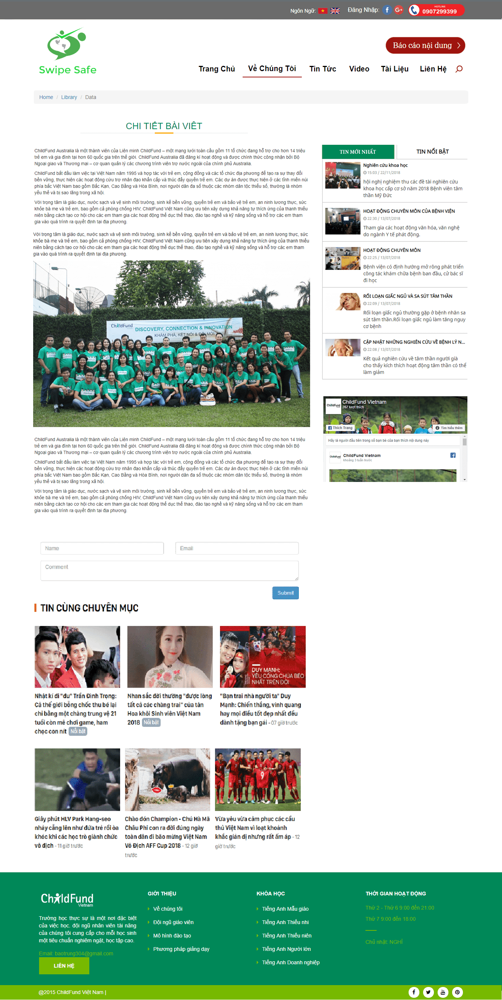 Ngôn Ngữ:
Đăng Nhập:
HOTLINE
0907299399
Swipe Safe
Báo cáo nội dung
Trang Chủ
Về Chúng Tôi
Tin Tức
Video
Tài Liệu
Liên Hệ
Home / Library / Data
CHI TIẾT BÀI VIẾT
ChildFund Australia là một thành viên của Liên minh ChildFund – một mạng lưới toàn cầu gồm 11 tổ chức đang hỗ trợ cho hơn 14 triệu
trẻ em và gia đình tại hơn 60 quốc gia trên thế giới. ChildFund Australia đã đăng kí hoạt động và được chính thức công nhận bởi Bộ
Ngoại giao và Thương mại – cơ quan quản lý các chương trình viện trợ nước ngoài của chính phủ Australia.
ChildFund bắt đầu làm việc tại Việt Nam năm 1995 và hợp tác với trẻ em, cộng đồng và các tổ chức địa phương để tạo ra sự thay đổi
bền vững, thực hiện các hoạt động cứu trợ nhân đạo khẩn cấp và thúc đẩy quyền trẻ em. Các dự án được thực hiện ở các tỉnh miền núi
phía bắc Việt Nam bao gồm Bắc Kạn, Cao Bằng và Hòa Bình, nơi người dân đa số thuộc các nhóm dân tộc thiểu số, thường là nhóm
yếu thế và bị sao lãng trong xã hội.
Với trọng tâm là giáo dục, nước sạch và vệ sinh môi trường, sinh kế bền vững, quyền trẻ em và bảo vệ trẻ em, an ninh lương thực, sức
khỏe bà mẹ và trẻ em, bao gồm cả phòng chống HIV, ChildFund Việt Nam cũng ưu tiên xây dựng khả năng tự thích ứng của thanh thiếu
niên bằng cách tạo cơ hội cho các em tham gia các hoạt động thể dục thể thao, đào tạo nghề và kỹ năng sống và hỗ trợ các em tham
gia vào quá trình ra quyết định tại địa phương.
Với trọng tâm là giáo dục, nước sạch và vệ sinh môi trường, sinh kế bền vững, quyền trẻ em và bảo vệ trẻ em, an ninh lương thực, sức
khỏe bà mẹ và trẻ em, bao gồm cả phòng chống HIV, ChildFund Việt Nam cũng ưu tiên xây dựng khả năng tự thích ứng của thanh thiếu
niên bằng cách tạo cơ hội cho các em tham gia các hoạt động thể dục thể thao, đào tạo nghề và kỹ năng sống và hỗ trợ các em tham
gia vào quá trình ra quyết định tại địa phương.
ChildFund
DISCOVERY, CONNECTION & INNOVATION
KHÁM PHÁ, KẾT NỐI & ĐỔI MỚI
ChildFund Australia là một thành viên của Liên minh ChildFund – một mạng lưới toàn cầu gồm 11 tổ chức đang hỗ trợ cho hơn 14 triệu
trẻ em và gia đình tại hơn 60 quốc gia trên thế giới. ChildFund Australia đã đăng kí hoạt động và được chính thức công nhận bởi Bộ
Ngoại giao và Thương mại – cơ quan quản lý các chương trình viện trợ nước ngoài của chính phủ Australia.
ChildFund bắt đầu làm việc tại Việt Nam năm 1995 và hợp tác với trẻ em, cộng đồng và các tổ chức địa phương để tạo ra sự thay đổi
bền vững, thực hiện các hoạt động cứu trợ nhân đạo khẩn cấp và thúc đẩy quyền trẻ em. Các dự án được thực hiện ở các tỉnh miền núi
phía bắc Việt Nam bao gồm Bắc Kạn, Cao Bằng và Hòa Bình, nơi người dân đa số thuộc các nhóm dân tộc thiểu số, thường là nhóm
yếu thế và bị sao lãng trong xã hội.
Với trọng tâm là giáo dục, nước sạch và vệ sinh môi trường, sinh kế bền vững, quyền trẻ em và bảo vệ trẻ em, an ninh lương thực, sức
khỏe bà mẹ và trẻ em, bao gồm cả phòng chống HIV, ChildFund Việt Nam cũng ưu tiên xây dựng khả năng tự thích ứng của thanh thiếu
niên bằng cách tạo cơ hội cho các em tham gia các hoạt động thể dục thể thao, đào tạo nghề và kỹ năng sống và hỗ trợ các em tham
gia vào quá trình ra quyết định tại địa phương.
TIN MỚI NHẤT
TIN NỔI BẬT
Nghiên cứu khoa học
15:03 / 22/11/2018
hội nghị nghiệm thu các đề tài nghiên cứu
khoa học cấp cơ sở năm 2018 Bệnh viên tâm
thần Mỹ Đức
HOẠT ĐỘNG CHUYÊN MÔN CỦA BỆNH VIỆN
22:30 / 13/07/2018
Tham gia các hoạt động văn hóa, văn nghệ
do ngành Y tế phát động.
HOẠT ĐỘNG CHUYÊN MÔN
22:25 / 13/07/2018
Bệnh viện có định hướng mở rông phát triển
công tác khám chữa bệnh ban đầu, cử bác sĩ
đi học
RỐI LOẠN GIẤC NGỦ VÀ SA SÚT TÂM THẦN
22:09 / 13/07/2018
Rối loạn giấc ngủ thường gặp ở bệnh nhân sa
sút tâm thần.Rối loạn giấc ngủ làm tăng nguy
cơ bệnh
CẬP NHẬT NHỮNG NGHIÊN CỨU VỀ BỆNH LÝ N...
22:08 / 13/07/2018
Kết quả nghiên cứu về tâm thần người già
cho thấy kích thích hoạt động tâm thần có thể
làm giảm
ChildFund
ChildFund Vietnam
267 lượt thích
Thích Trang
Tìm hiểu thêm
Hãy là người đầu tiên trong số bạn bè của bạn thích nội dung này
ChildFund
ChildFund Vietnam
khoảng 3 tuần trước
Name
Email
Comment
Submit
TIN CÙNG CHUYÊN MỤC
DUY MẠNH:
YÊU CÔNG CHÚA BÉO
NHẤT TRÊN ĐỜI
Nhật kí đi "đu" Trần Đình Trọng:
Cả thế giới bỗng chốc thu bé lại
chỉ bằng một chàng trung vệ 21
tuổi còn mê chơi game, ham
chọc con nít Nổi bật
Nhan sắc đời thường "được lòng
tất cả các chàng trai" của tân
Hoa khôi Sinh viên Việt Nam
2018 Nổi bật
"Bạn trai nhà người ta" Duy
Mạnh: Chiến thắng, vinh quang
hay mọi điều tốt đẹp nhất đều
dành tặng bạn gái - 07 giờ trước
9
Giây phút HLV Park Hang-seo
nhảy cẫng lên như đứa trẻ rồi òa
khóc khi các học trò giành chức
vô địch - 11 giờ trước
Chào đón Champion - Chú Hà Mã
Châu Phi con ra đời đúng ngày
toàn dân đi bão mừng Việt Nam
Vô Địch AFF Cup 2018 - 12 giờ
trước
Vừa yêu vừa cảm phục các cầu
thủ Việt Nam vì loạt khoảnh
khắc giản dị nhưng rất ấm áp - 12
giờ trước
ChildFund
Vietnam
Trường học thực sự là một nơi đặc biệt
của việc học. đội ngũ nhân viên tài năng
của chúng tôi cung cấp cho mỗi học sinh
một tiêu chuẩn nghiêm ngặt, học tập cao.
Email: baotrung304@gmail.com
LIÊN HỆ
GIỚI THIỆU
Về chúng tôi
Đội ngũ giáo viên
Mô hình đào tạo
Phương pháp giảng dạy
KHÓA HỌC
Tiếng Anh Mẫu giáo
Tiếng Anh Thiếu nhi
Tiếng Anh Thiếu niên
Tiếng Anh Người lớn
Tiếng Anh Doanh nghiệp
THỜI GIAN HOẠT ĐỘNG
Thứ 2 - Thứ 6 9:00 đến 21:00
Thứ 7 9:00 đến 18:00
Chủ nhật: NGHỈ
@2015 ChildFund Việt Nam |